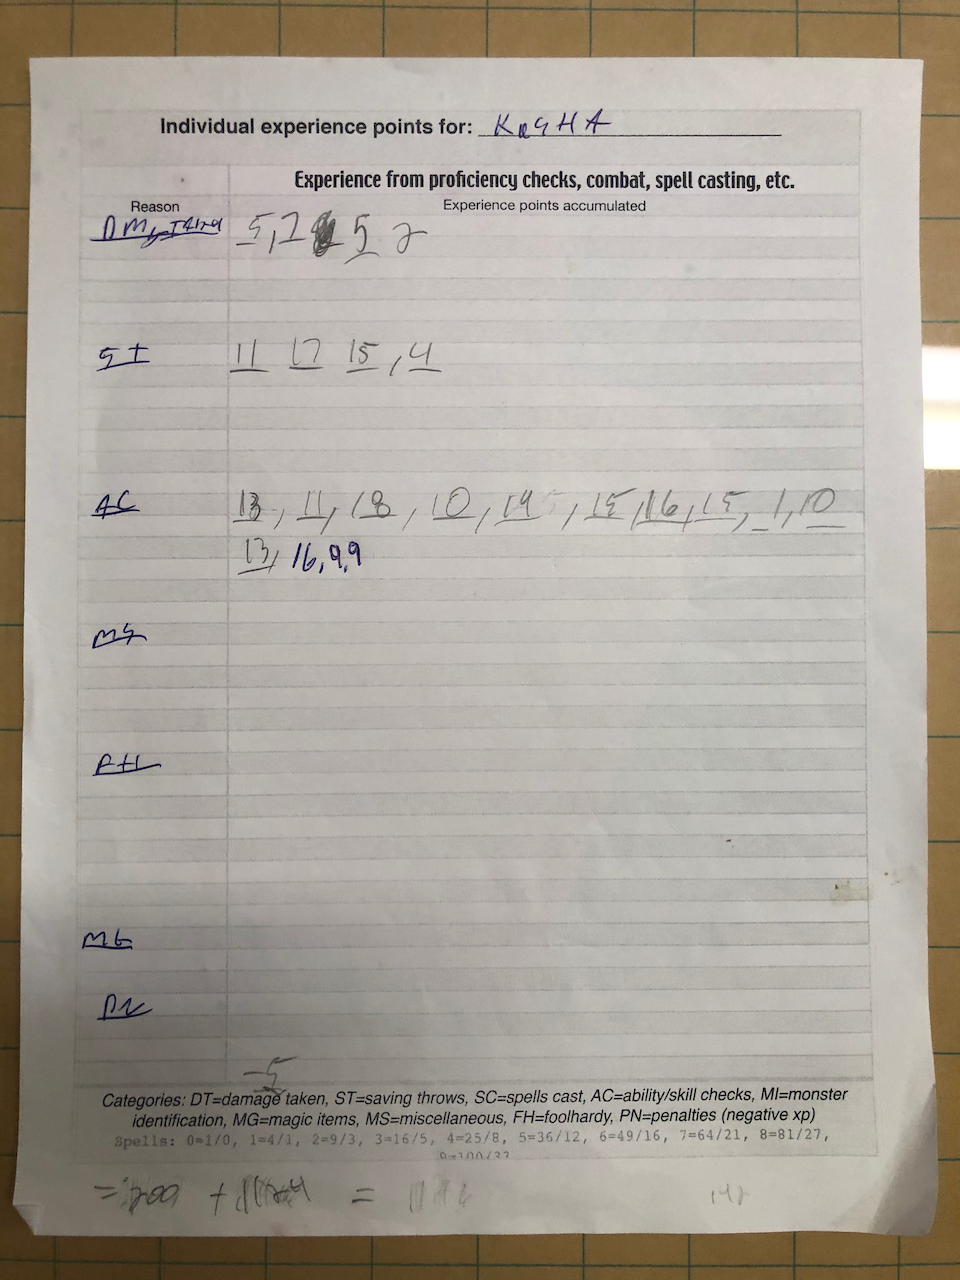 Individual experience points for: KAGHA
Experience from proficiency checks, combat, spell casting, etc.
Reason Experience points accumulated
5, 2 5 2
ST 11 17 15, 4
AC 13, 11, 18, 10, 14, 15, 16, 15, 1, 10
13, 16, 9, 9
MS
FH
MG
PN
-5
Categories: DT=damage taken, ST=saving throws, SC=spells cast, AC=ability/skill checks, MI=monster
identification, MG=magic items, MS=miscellaneous, FH=foolhardy, PN=penalties (negative xp)
Spells: 0=1/0, 1=4/1, 2=9/3, 3=16/5, 4=25/8, 5=36/12, 6=49/16, 7=64/21, 8=81/27,
9=100/33